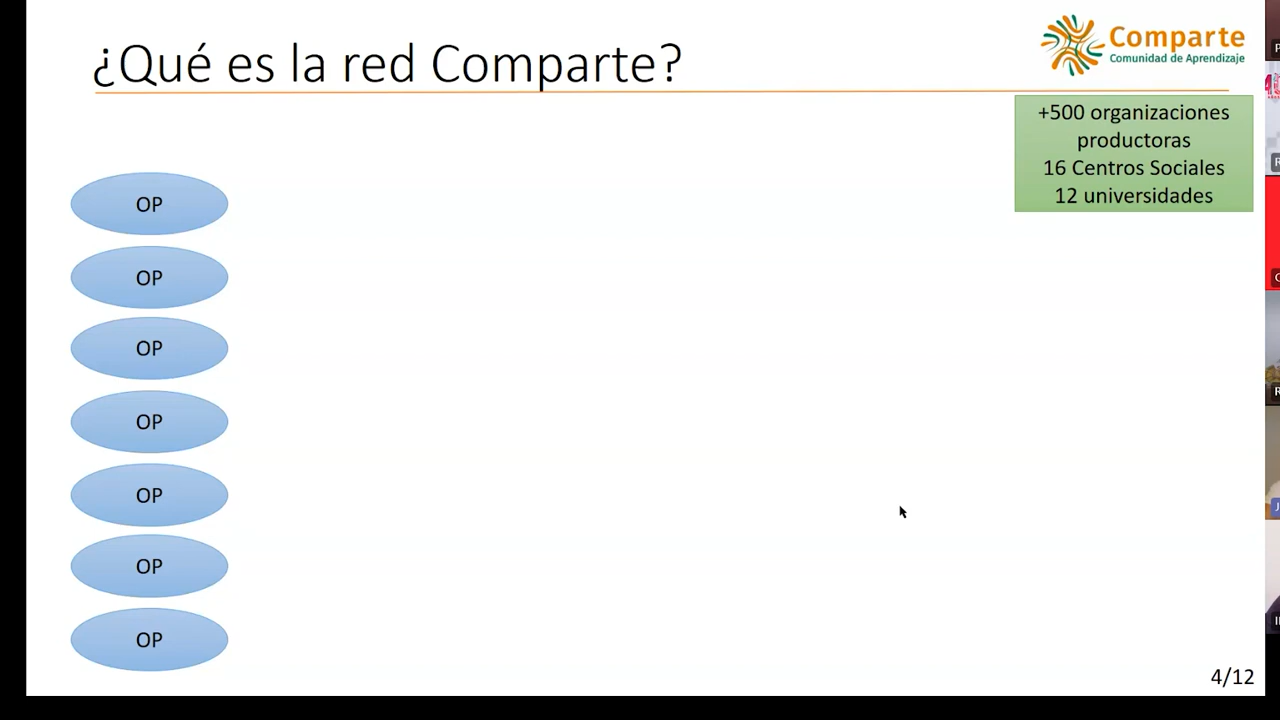 ¿Qué es la red Comparte?
Comparte
Comunidad de Aprendizaje
+500 organizaciones
productoras
16 Centros Sociales
12 universidades
OP
OP
OP
OP
OP
OP
OP
4/12